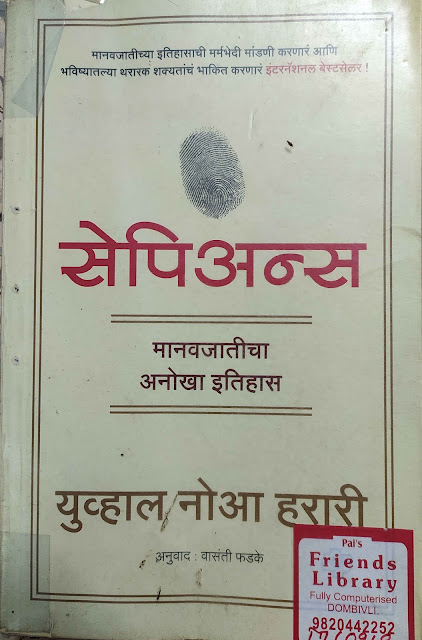 मानवजातीच्या इतिहासाची मर्मभेदी मांडणी करणारं आणि
भविष्यातल्या थरारक शक्यतांचं भाकित करणारं इंटरनॅशनल बेस्टसेलर !
सेपिअन्स
मानवजातीचा
अनोखा इतिहास
युव्हाल नोआ हरारी
अनुवाद : वासंती फडके
Pai's
Friends
Library
Fully Computerised
DOMBIVLI.
9820442252